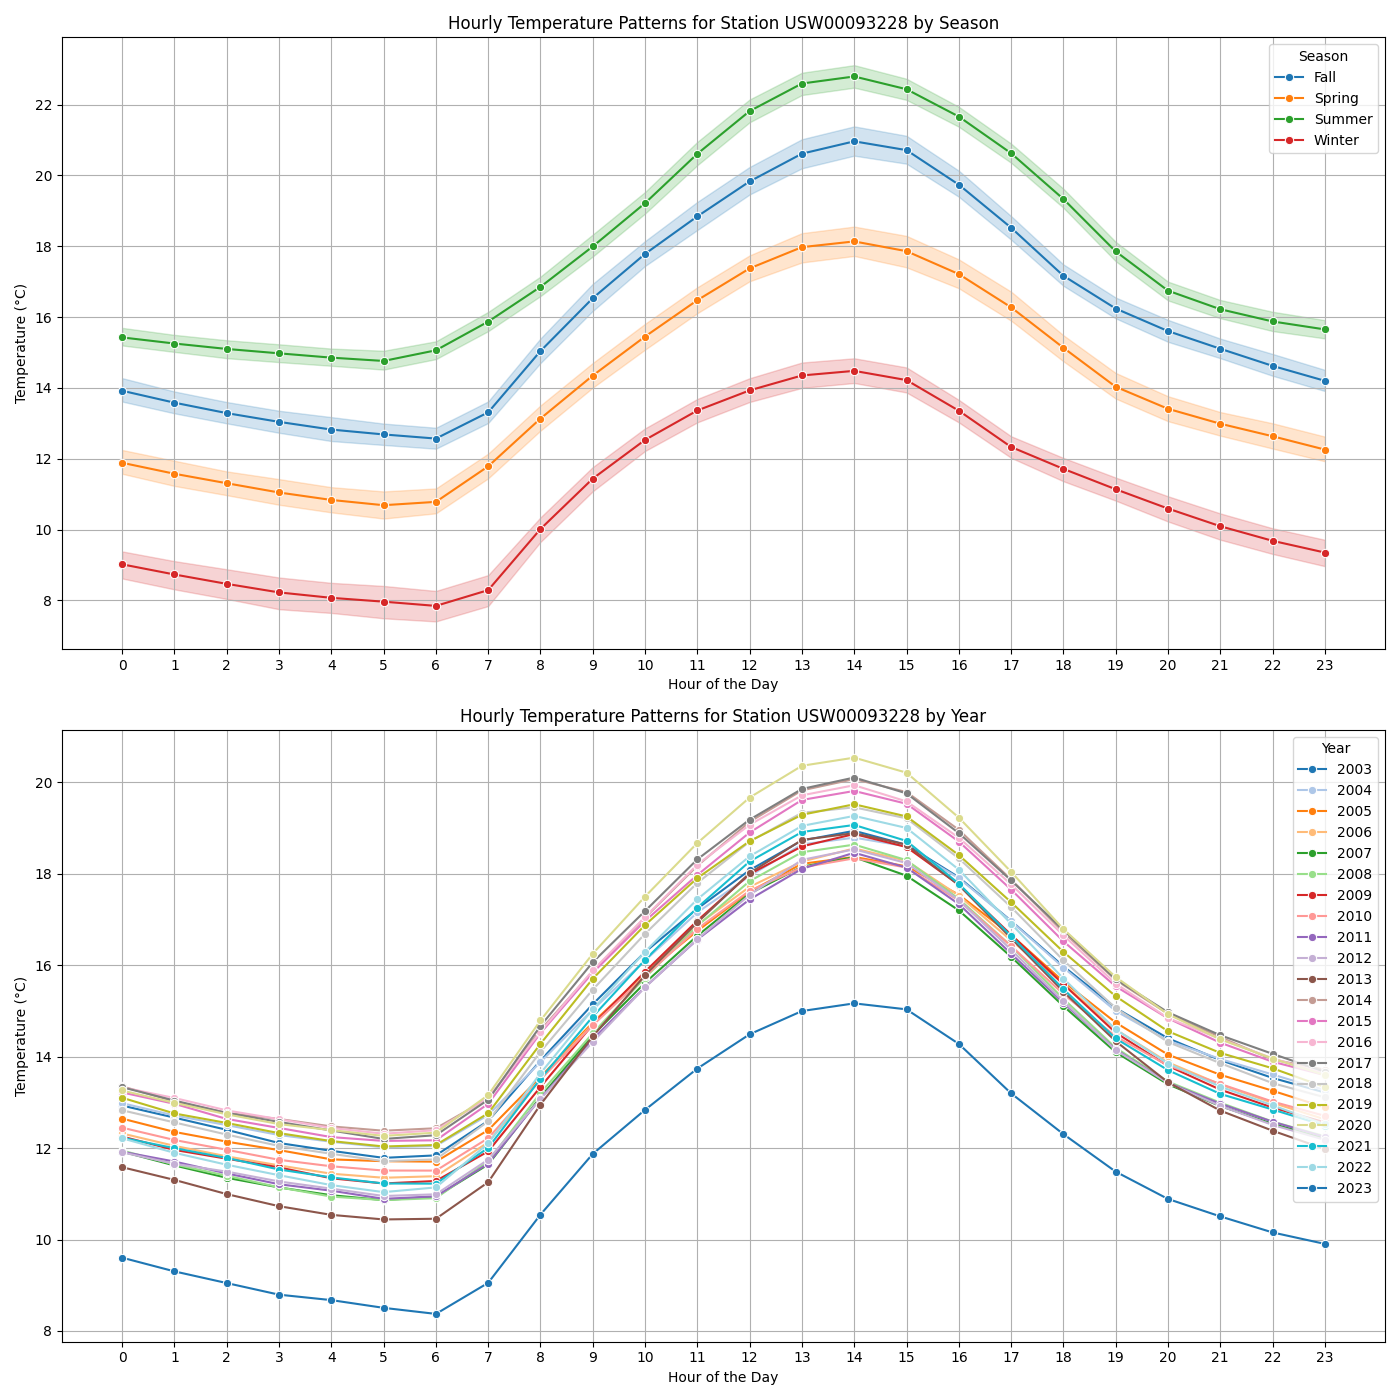 Hourly Temperature Patterns for Station USW00093228 by Season
Temperature (°C)
22
20
18
16
14
12
10
8
Season
Fall
Spring
Summer
Winter
0 1 2 3 4 5 6 7 8 9 10 11 12 13 14 15 16 17 18 19 20 21 22 23
Hour of the Day
Hourly Temperature Patterns for Station USW00093228 by Year
Temperature (°C)
20
18
16
14
12
10
8
Year
2003
2004
2005
2006
2007
2008
2009
2010
2011
2012
2013
2014
2015
2016
2017
2018
2019
2020
2021
2022
2023
0 1 2 3 4 5 6 7 8 9 10 11 12 13 14 15 16 17 18 19 20 21 22 23
Hour of the Day